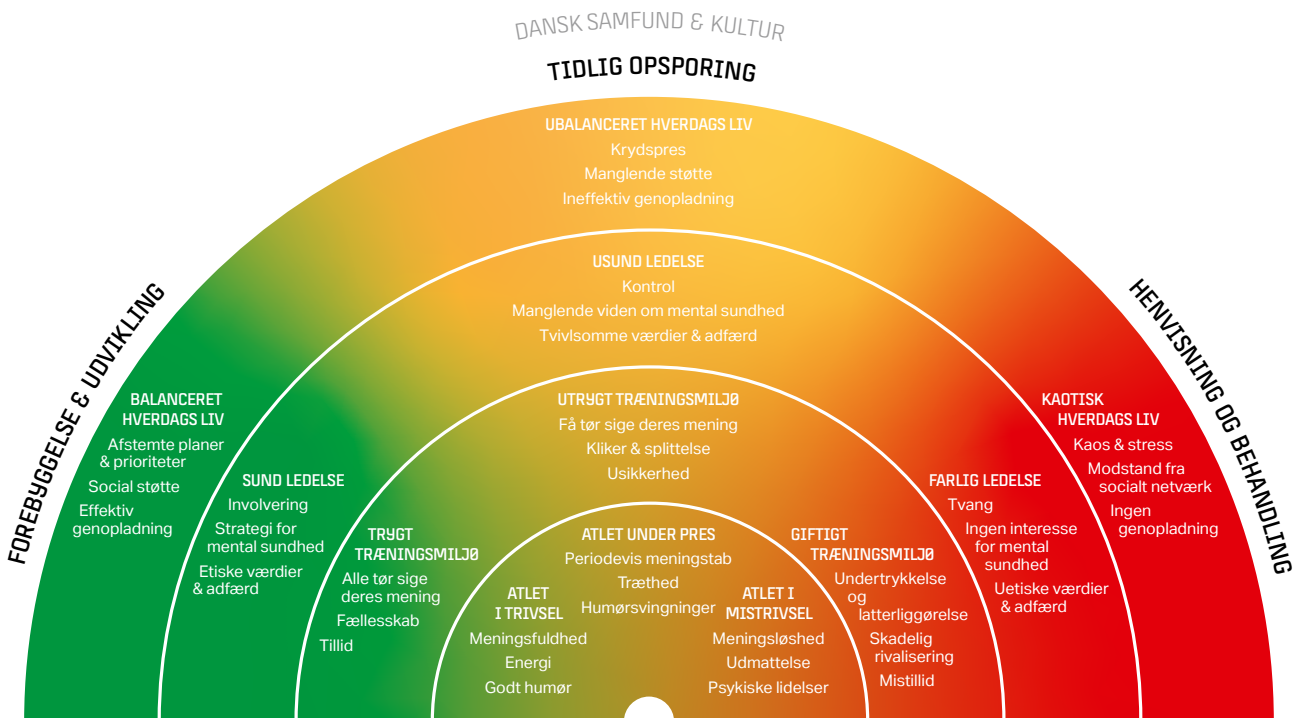 DANSK SAMFUND & KULTUR
TIDLIG OPSPORING
FOREBYGGELSE & UDVIKLING
HENVISNING OG BEHANDLING
UBALANCERET HVERDAGS LIV
Krydspres
Manglende støtte
Ineffektiv genopladning
USUND LEDELSE
Kontrol
Manglende viden om mental sundhed
Tvivlsomme værdier & adfærd
UTRYGT TRÆNINGSMILJØ
Få tør sige deres mening
Kliker & splittelse
Usikkerhed
ATLET UNDER PRES
Periodevis meningstab
Træthed
Humørsvingninger
BALANCERET
HVERDAGS LIV
Afstemte planer
& prioriteter
Social støtte
Effektiv
genopladning
SUND LEDELSE
Involvering
Strategi for
mental sundhed
Etiske værdier
& adfærd
TRYGT
TRÆNINGSMILJØ
Alle tør sige
deres mening
Fællesskab
Tillid
ATLET
I TRIVSEL
Meningsfuldhed
Energi
Godt humør
ATLET I
MISTRIVSEL
Meningsløshed
Udmattelse
Psykiske lidelser
GIFTIGT
TRÆNINGSMILJØ
Undertrykkelse
og
latterliggørelse
Skadelig
rivalisering
Mistillid
FARLIG LEDELSE
Tvang
Ingen interesse
for mental
sundhed
Uetiske værdier
& adfærd
KAOTISK
HVERDAGS LIV
Kaos & stress
Modstand fra
socialt netværk
Ingen
genopladning